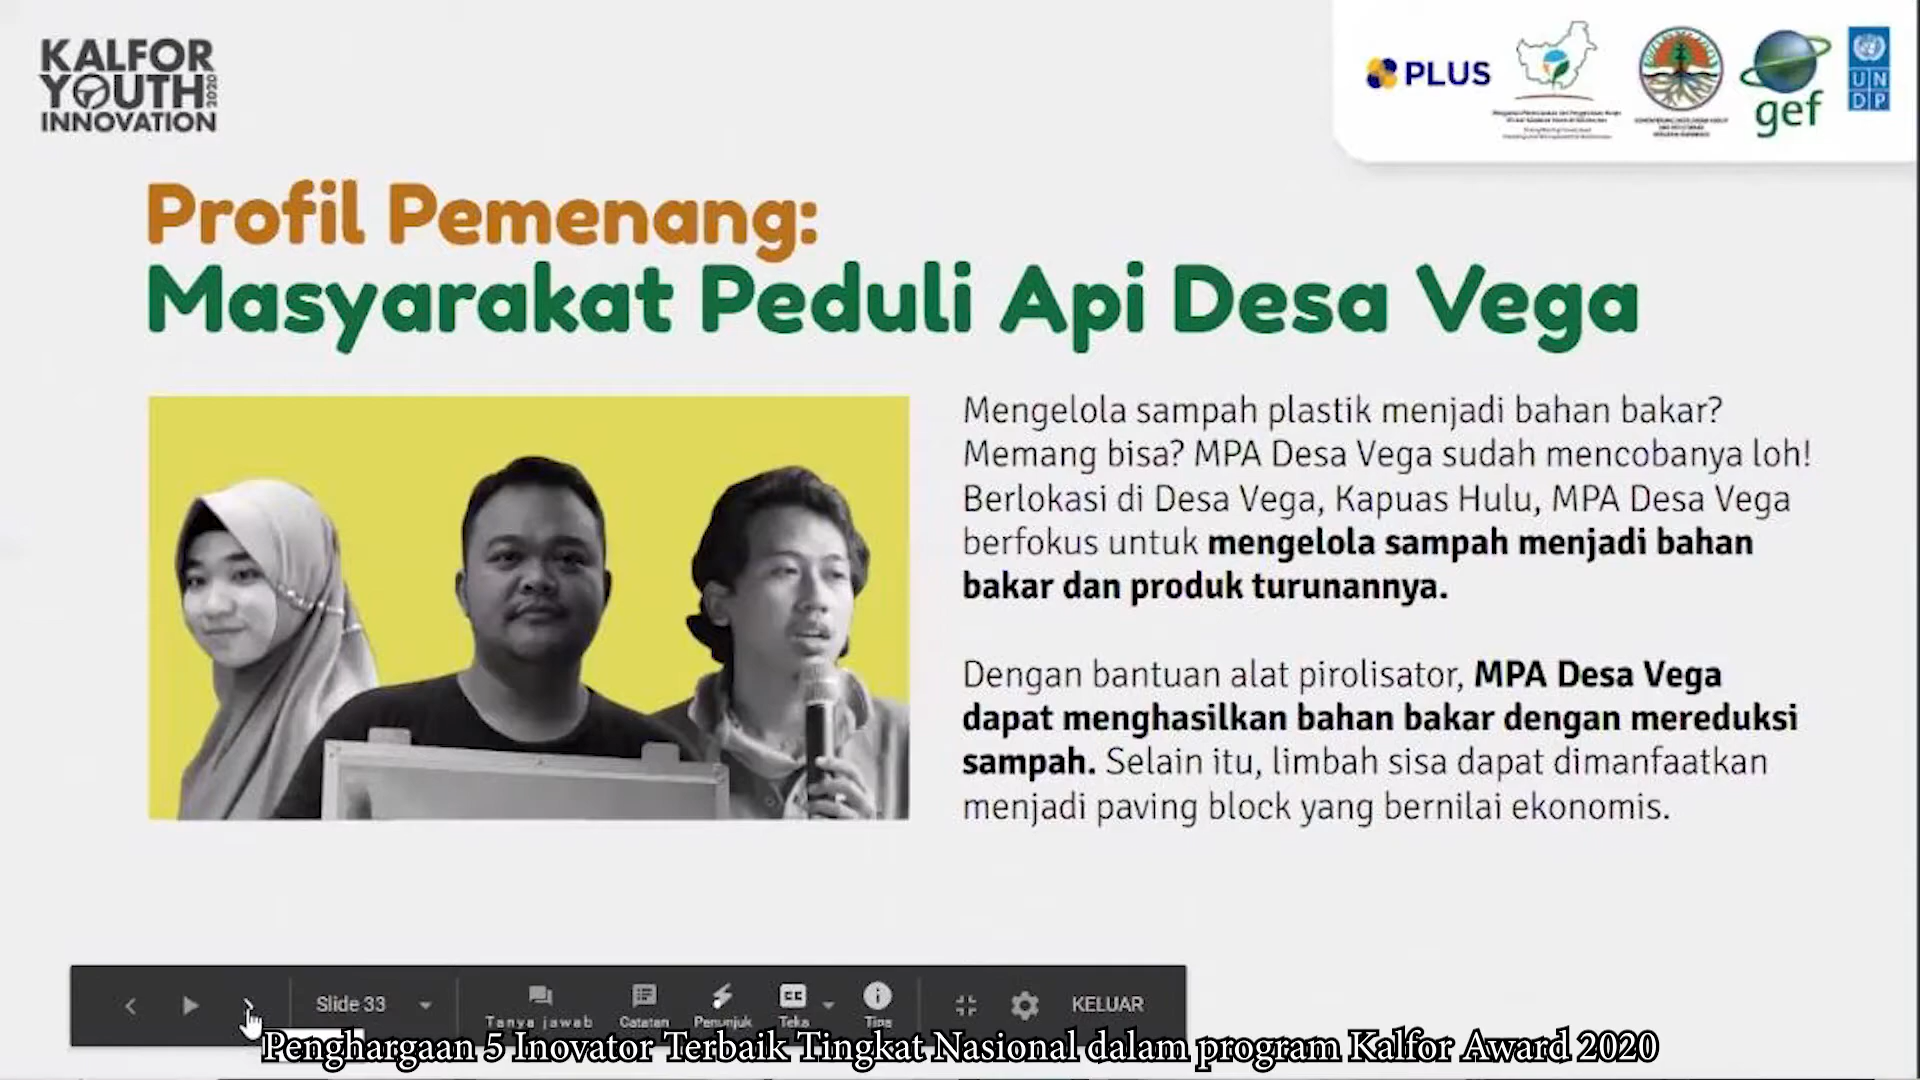 KALFOR
YOUTH 2020
INNOVATION
PLUS
gef
UN
DP
Profil Pemenang:
Masyarakat Peduli Api Desa Vega
Mengelola sampah plastik menjadi bahan bakar?
Memang bisa? MPA Desa Vega sudah mencobanya loh!
Berlokasi di Desa Vega, Kapuas Hulu, MPA Desa Vega
berfokus untuk mengelola sampah menjadi bahan
bakar dan produk turunannya.
Dengan bantuan alat pirolisator, MPA Desa Vega
dapat menghasilkan bahan bakar dengan mereduksi
sampah. Selain itu, limbah sisa dapat dimanfaatkan
menjadi paving block yang bernilai ekonomis.
Slide 33
Tanya jawab
Catatan
Penunjuk
Teka
Tips
KELUAR
Penghargaan 5 Inovator Terbaik Tingkat Nasional dalam program Kalfor Award 2020